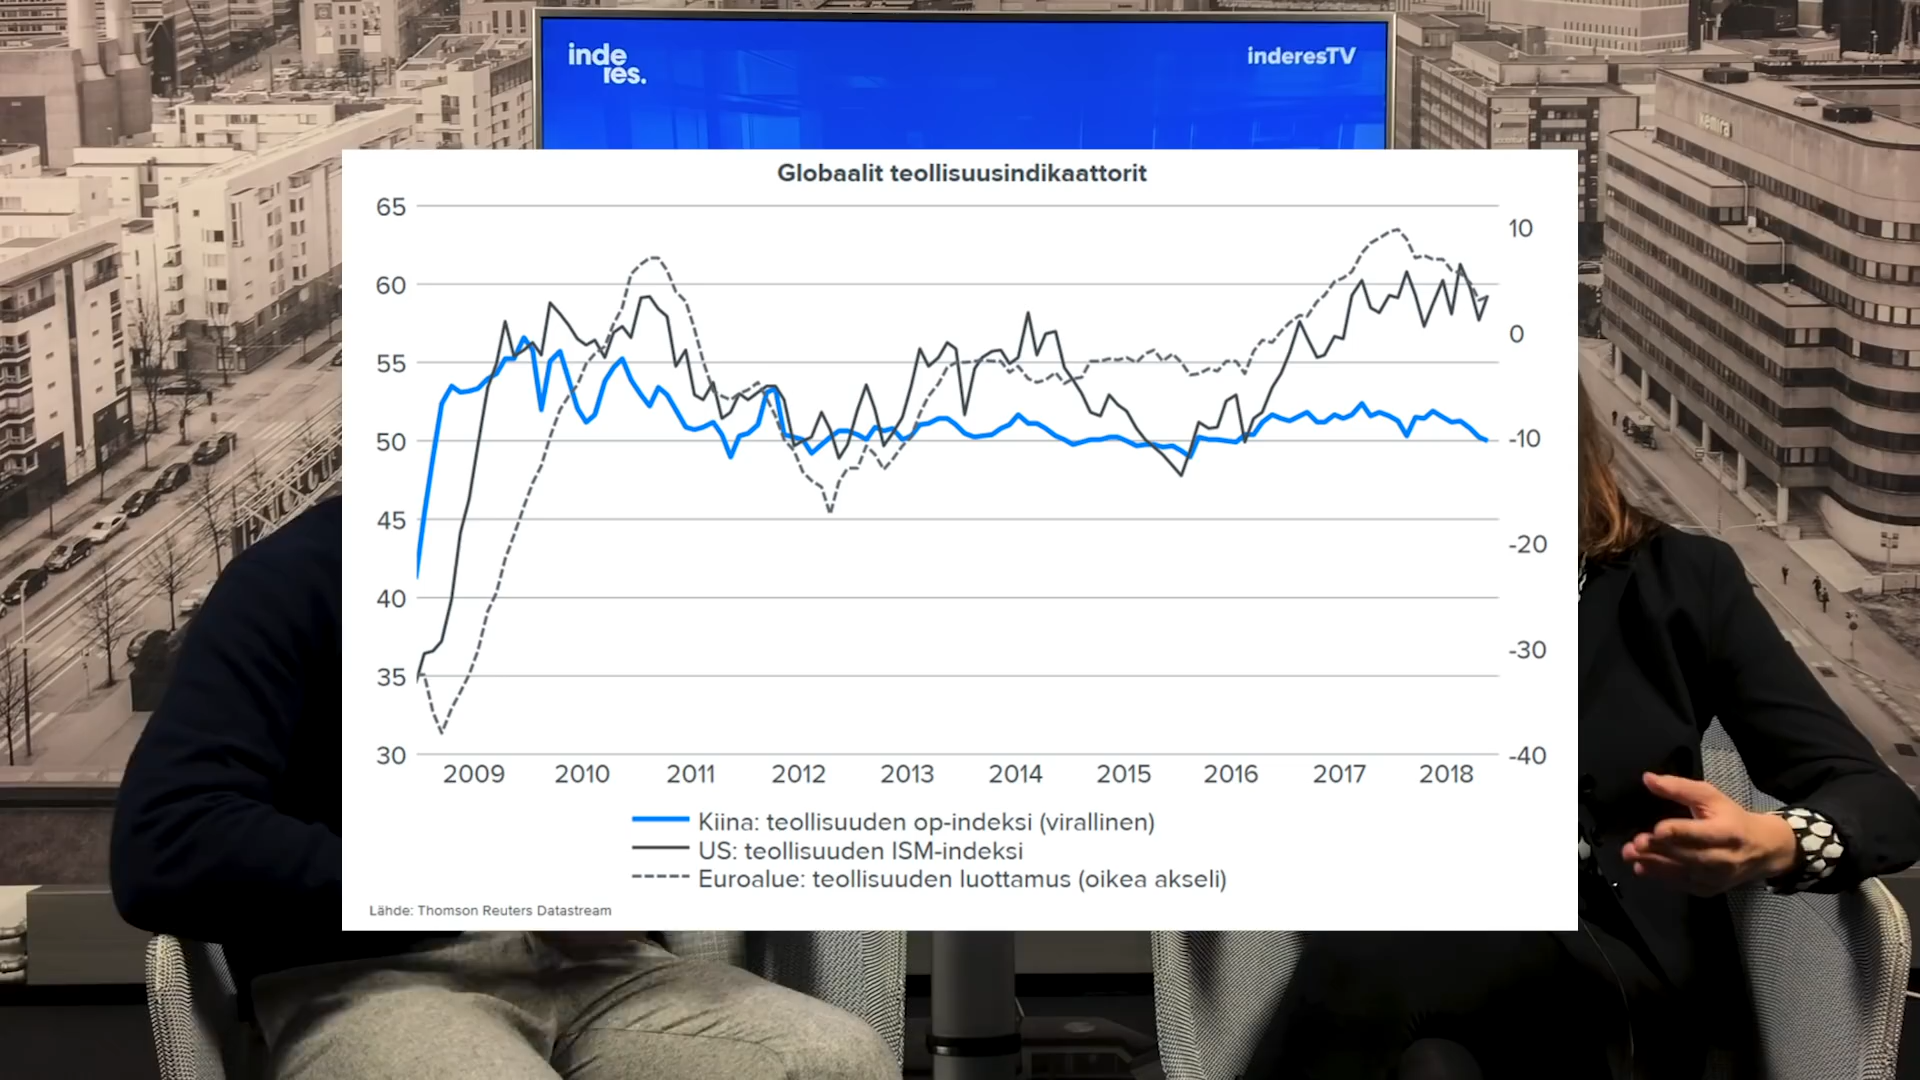 inde
res.
inderesTV
kemira
Globaalit teollisuusindikaattorit
65
60
55
50
45
40
35
30
10
0
-10
-20
-30
-40
2009 2010 2011 2012 2013 2014 2015 2016 2017 2018
Kiina: teollisuuden op-indeksi (virallinen)
US: teollisuuden ISM-indeksi
Euroalue: teollisuuden luottamus (oikea akseli)
Lähde: Thomson Reuters Datastream